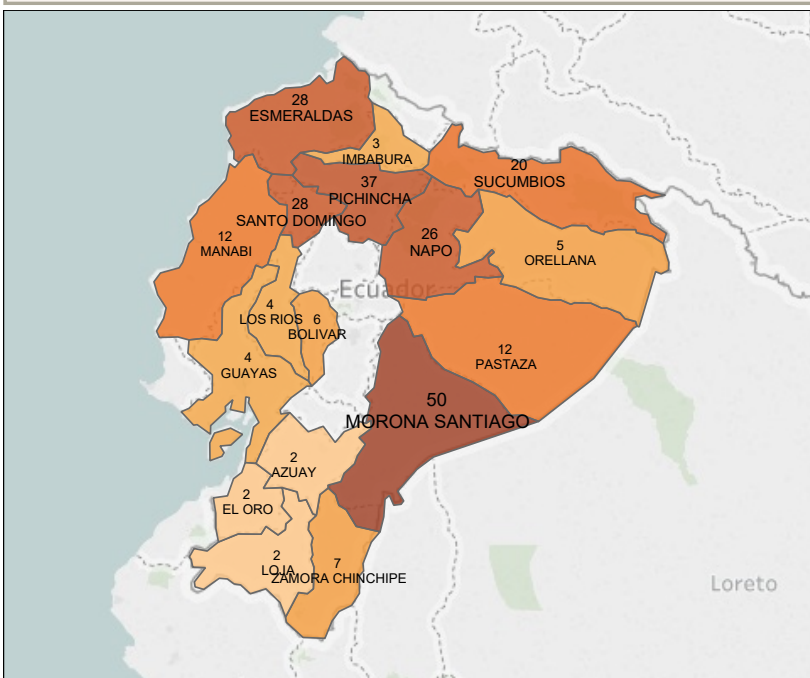 28
ESMERALDAS
3
IMBABURA
20
SUCUMBIOS
37
PICHINCHA
28
SANTO DOMINGO
12
MANABI
26
NAPO
5
ORELLANA
Ecuador
4
LOS RIOS
6
BOLIVAR
4
GUAYAS
12
PASTAZA
50
MORONA SANTIAGO
2
AZUAY
2
EL ORO
2
LOJA
7
ZAMORA CHINCHIPE
Loreto